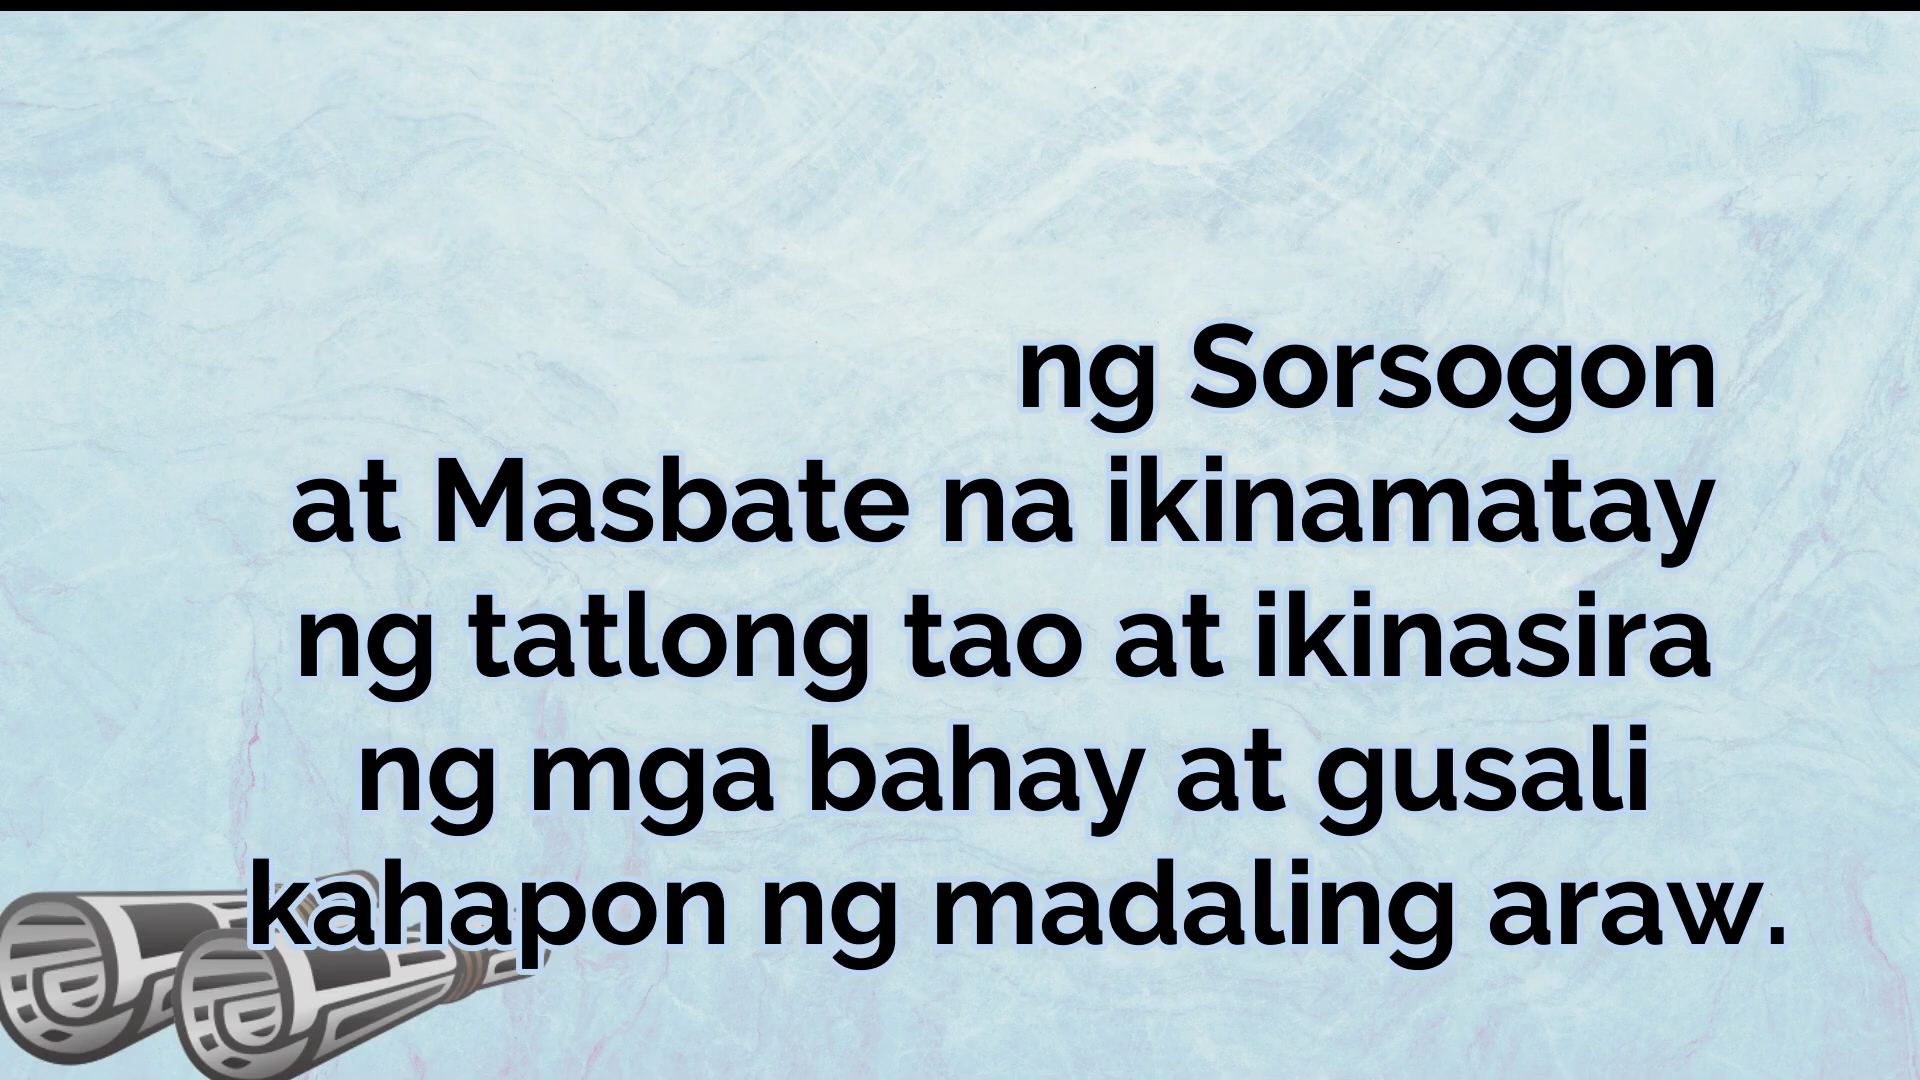 ng Sorsogon
at Masbate na ikinamatay
ng tatlong tao at ikinasira
ng mga bahay at gusali
kahapon ng madaling araw.